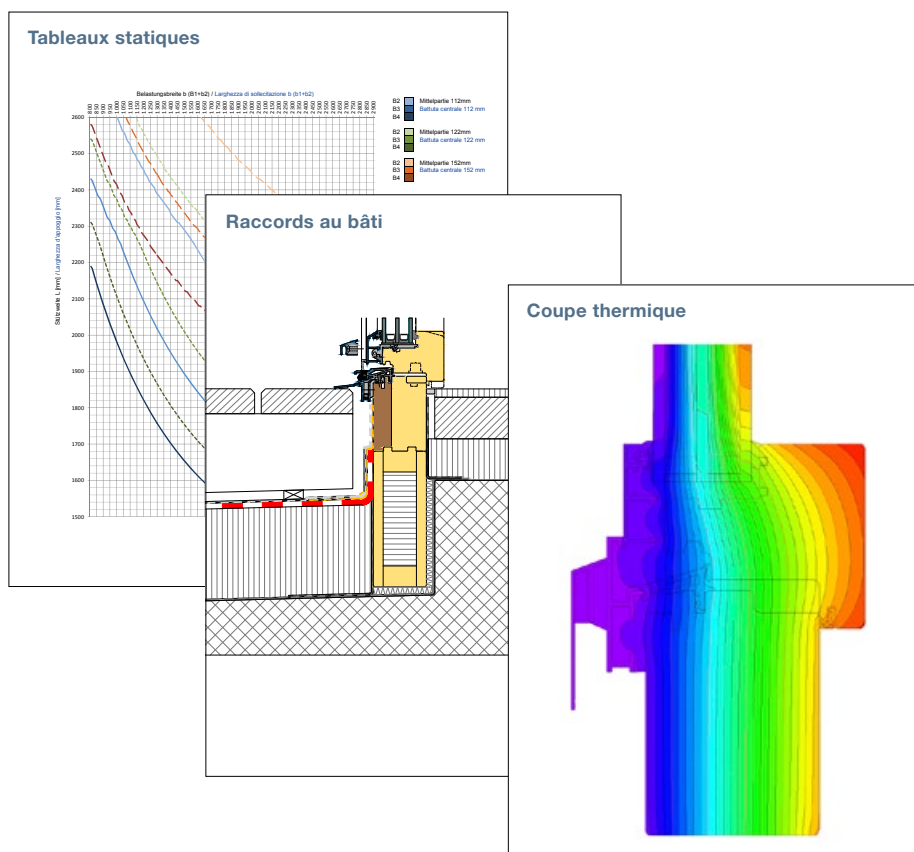 Tableaux statiques
Belastungsbreite b (B1+b2) / Larghezza di sollecitazione b (b1+b2)
800 850 900 950 1000 1050 1100 1150 1200 1250 1300 1350 1400 1450 1500 1550 1600 1650 1700 1750 1800 1850 1900 1950 2000 2050 2100 2150 2200 2250 2300 2350 2400 2450 2500 2550 2600 2650 2700 2750 2800 2850 2900
B2 Mittelpartie 112mm
B3 Battuta centrale 112 mm
B4
B2 Mittelpartie 122mm
B3 Battuta centrale 122 mm
B4
B2 Mittelpartie 152mm
B3 Battuta centrale 152 mm
B4
Stützweite L [mm] / Larghezza d'appoggio [mm]
2600
2500
2400
2300
2200
2100
2000
1900
1800
1700
1600
1500
Raccords au bâti
Coupe thermique